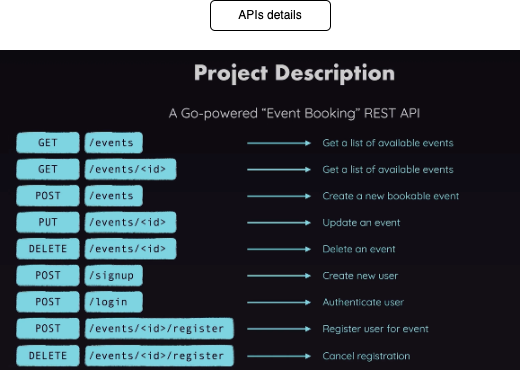 APIs details
Project Description
A Go-powered “Event Booking” REST API
GET /events Get a list of available events
GET /events/<id> Get a list of available events
POST /events Create a new bookable event
PUT /events/<id> Update an event
DELETE /events/<id> Delete an event
POST /signup Create new user
POST /login Authenticate user
POST /events/<id>/register Register user for event
DELETE /events/<id>/register Cancel registration